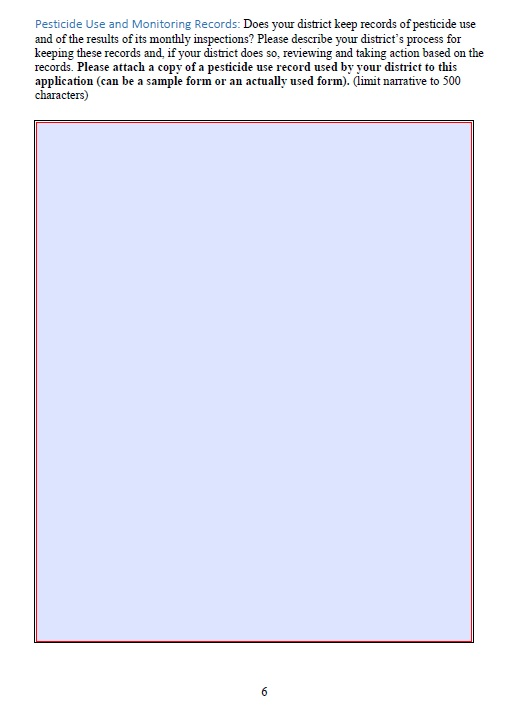 Pesticide Use and Monitoring Records: Does your district keep records of pesticide use
and of the results of its monthly inspections? Please describe your district's process for
keeping these records and, if your district does so, reviewing and taking action based on the
records. Please attach a copy of a pesticide use record used by your district to this
application (can be a sample form or an actually used form). (limit narrative to 500
characters)
6